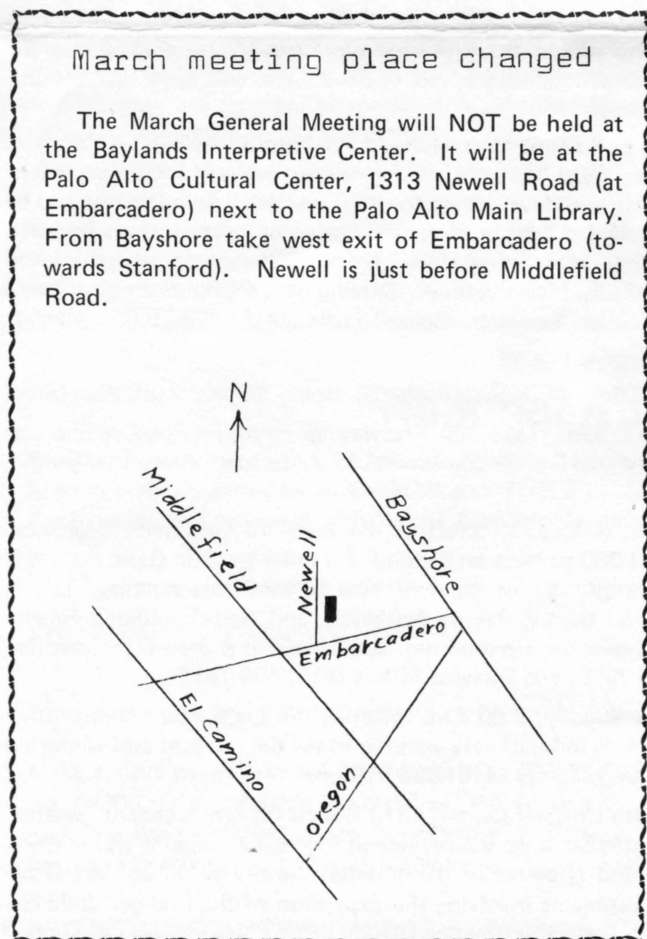 March meeting place changed
The March General Meeting will NOT be held at
the Baylands Interpretive Center. It will be at the
Palo Alto Cultural Center, 1313 Newell Road (at
Embarcadero) next to the Palo Alto Main Library.
From Bayshore take west exit of Embarcadero (to-
wards Stanford). Newell is just before Middlefield
Road.
N
Middlefield
Newell
Bayshore
Embarcadero
El Camino
Oregon